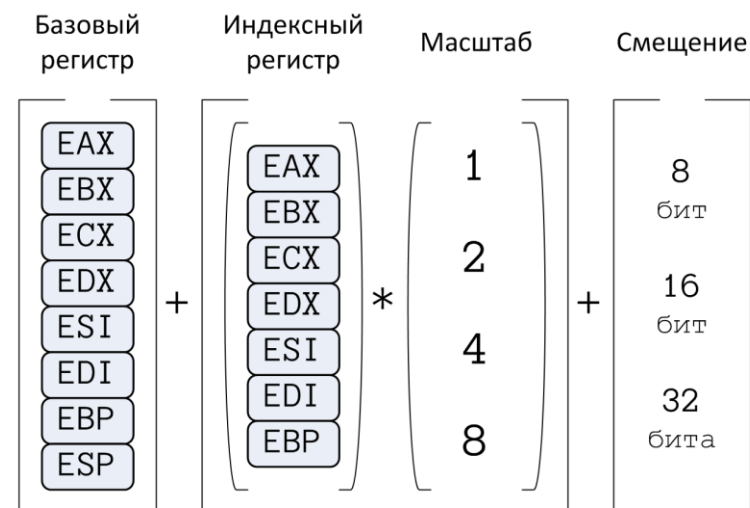 Базовый
регистр
Индексный
регистр
Масштаб
Смещение
EAX
EBX
ECX
EDX
ESI
EDI
EBP
ESP
+
EAX
EBX
ECX
EDX
ESI
EDI
EBP
*
1
2
4
8
+
8
бит
16
бит
32
бита